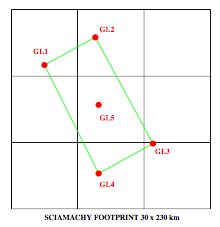 GL2
GL1
GL5
GL3
GL4
SCIAMACHY FOOTPRINT 30 x 230 km